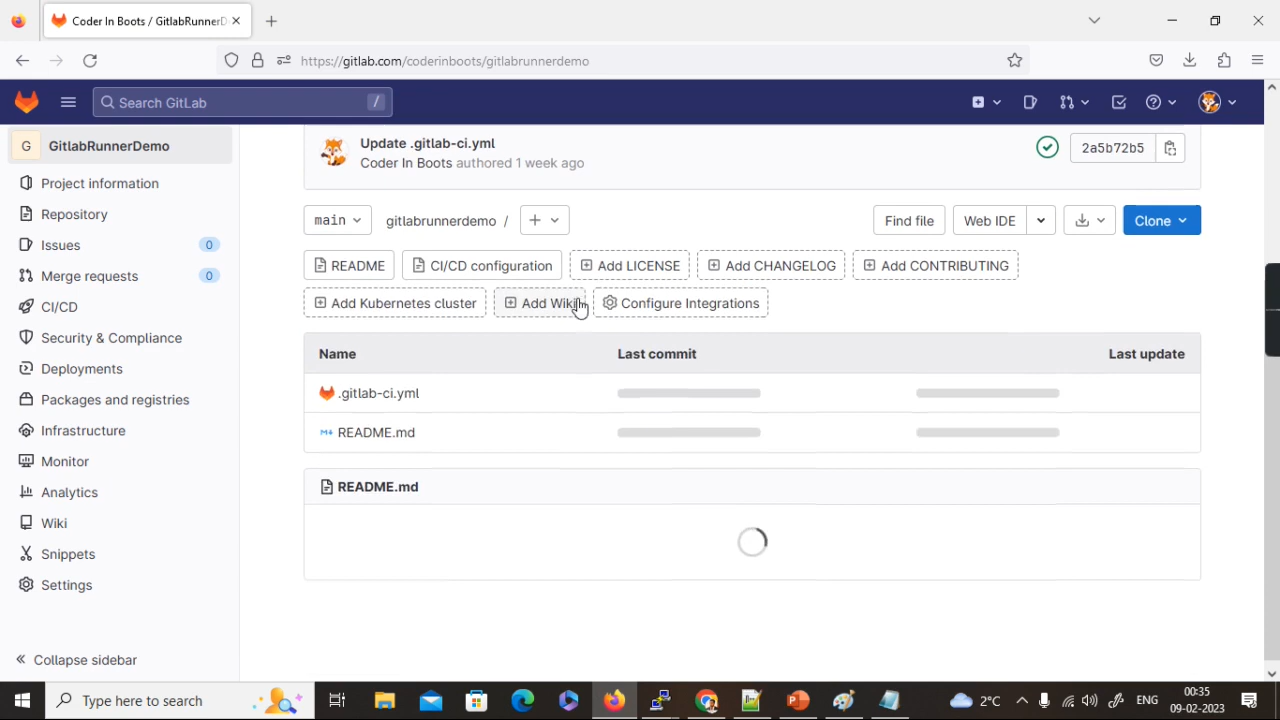 Coder In Boots / GitlabRunnerD
https://gitlab.com/coderinboots/gitlabrunnerdemo
Search GitLab /
G GitlabRunnerDemo
Project information
Repository
Issues 0
Merge requests 0
CI/CD
Security & Compliance
Deployments
Packages and registries
Infrastructure
Monitor
Analytics
Wiki
Snippets
Settings
Collapse sidebar
Update .gitlab-ci.yml
Coder In Boots authored 1 week ago
2a5b72b5
main gitlabrunnerdemo / + Find file Web IDE Clone
README CI/CD configuration Add LICENSE Add CHANGELOG Add CONTRIBUTING
Add Kubernetes cluster Add Wiki Configure Integrations
Name Last commit Last update
.gitlab-ci.yml
README.md
README.md
Type here to search
2°C ENG 00:35
09-02-2023